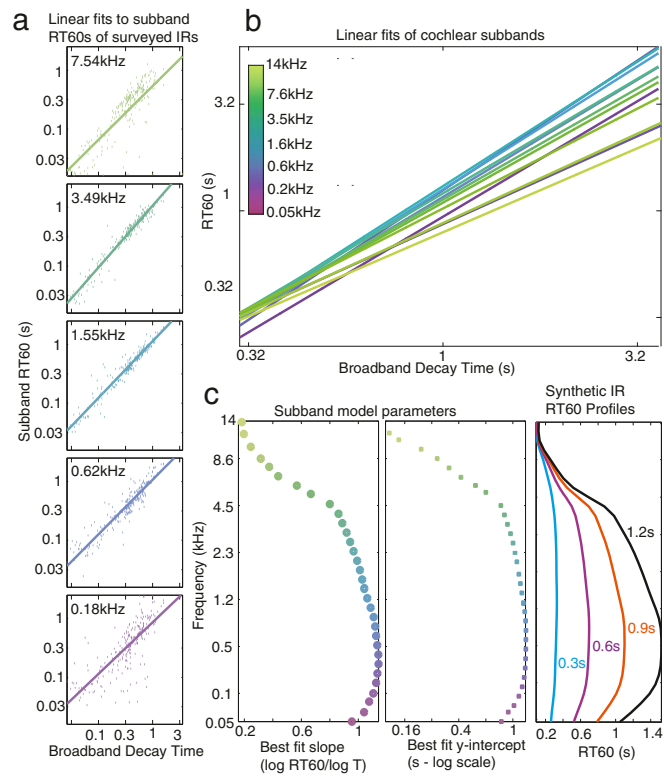 a
Linear fits to subband
RT60s of surveyed IRs
7.54kHz
1
0.3
0.1
0.03
3.49kHz
1
0.3
0.1
0.03
1.55kHz
1
0.3
0.1
0.03
0.62kHz
1
0.3
0.1
0.03
0.18kHz
1
0.3
0.1
0.03
Subband RT60 (s)
0.1 0.3 1 3
Broadband Decay Time
b
Linear fits of cochlear subbands
14kHz
7.6kHz
3.5kHz
1.6kHz
0.6kHz
0.2kHz
0.05kHz
3.2
1
0.32
RT60 (s)
0.32 1 3.2
Broadband Decay Time (s)
c
Subband model parameters
14
8.6
4.5
2.3
1.2
0.5
0.1
0.05
Frequency (kHz)
0.2 0.6 1
Best fit slope
(log RT60/log T)
0.16 0.4 1
Best fit y-intercept
(s - log scale)
Synthetic IR
RT60 Profiles
1.2s
0.9s
0.6s
0.3s
0.2 0.6 1 1.4
RT60 (s)